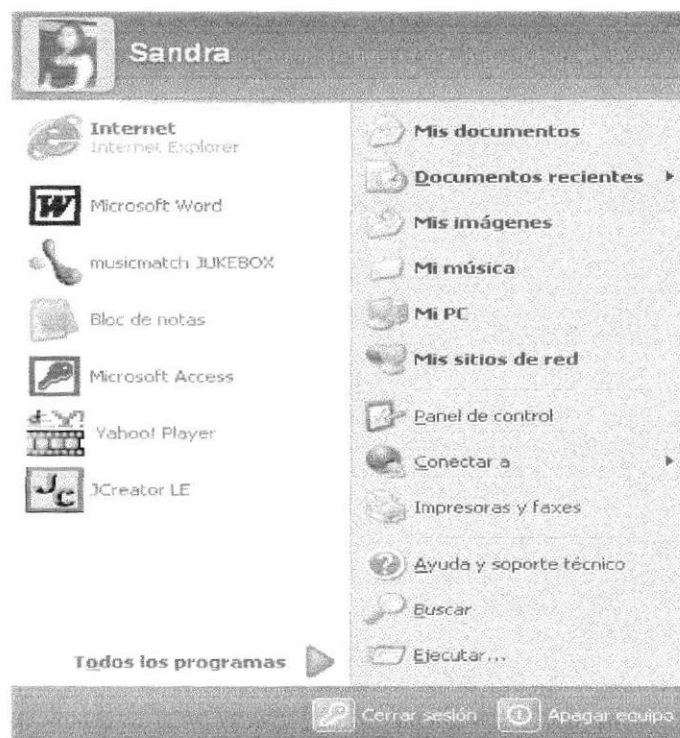 Sandra
Internet
Internet Explorer
Microsoft Word
musicmatch JUKEBOX
Bloc de notas
Microsoft Access
Yahoo! Player
JCreator LE
Todos los programas
Mis documentos
Documentos recientes
Mis imágenes
Mi música
Mi PC
Mis sitios de red
Panel de control
Conectar a
Impresoras y faxes
Ayuda y soporte técnico
Buscar
Ejecutar...
Cerrar sesión
Apagar equipo